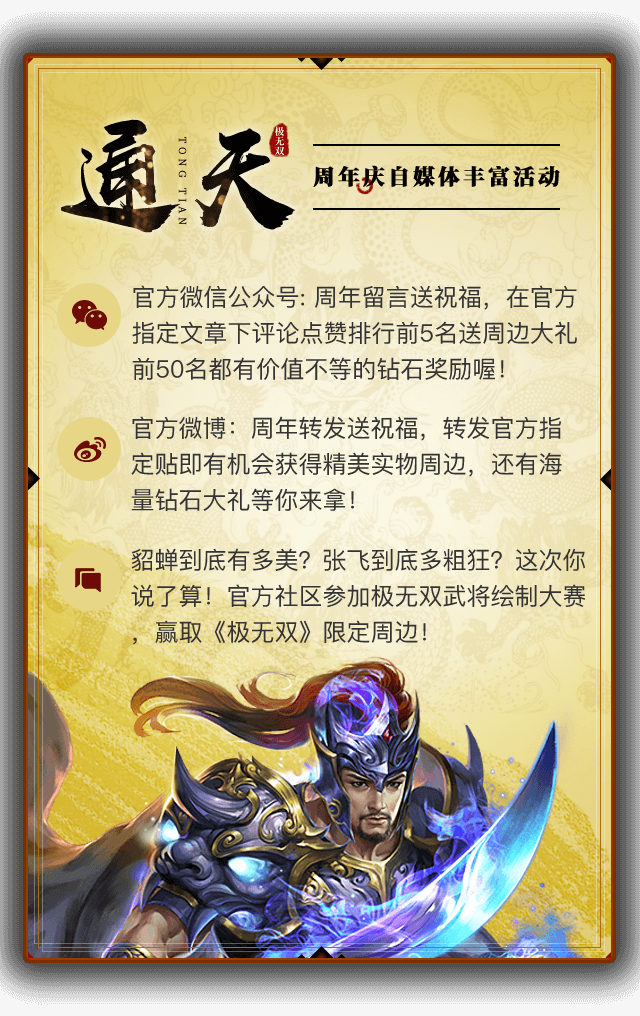 通天
TONG TIAN
极无双
周年庆自媒体丰富活动
官方微信公众号: 周年留言送祝福，在官方
指定文章下评论点赞排行前5名送周边大礼
前50名都有价值不等的钻石奖励喔！
官方微博：周年转发送祝福，转发官方指
定贴即有机会获得精美实物周边，还有海
量钻石大礼等你来拿！
貂蝉到底有多美？张飞到底多粗狂？这次你
说了算！官方社区参加极无双武将绘制大赛
，赢取《极无双》限定周边！